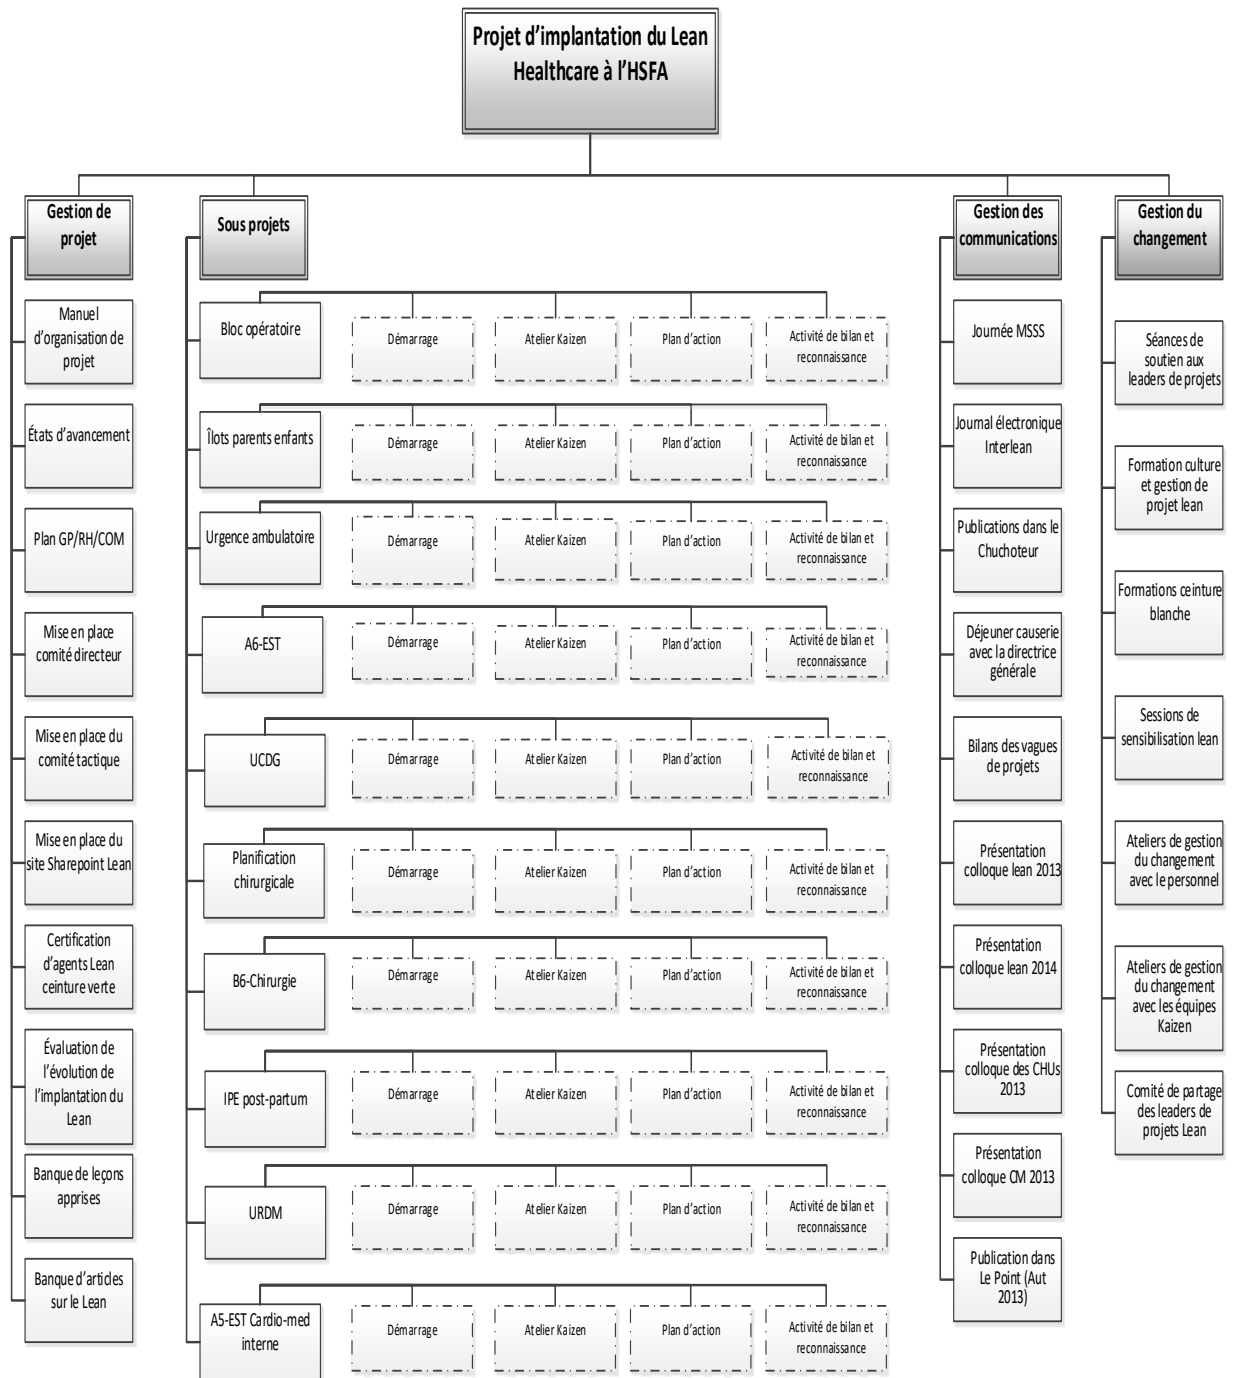 Projet d'implantation du Lean
Healthcare à l'HSFA
Gestion de
projet
Manuel
d'organisation de
projet
États d'avancement
Plan GP/RH/COM
Mise en place
comité directeur
Mise en place du
comité tactique
Mise en place du
site Sharepoint Lean
Certification
d'agents Lean
ceinture verte
Évaluation de
l'évolution de
l'implantation du
Lean
Banque de leçons
apprises
Banque d'articles
sur le Lean
Sous projets
Bloc opératoire
Démarrage
Atelier Kaizen
Plan d'action
Activité de bilan et
reconnaissance
Îlots parents enfants
Démarrage
Atelier Kaizen
Plan d'action
Activité de bilan et
reconnaissance
Urgence ambulatoire
Démarrage
Atelier Kaizen
Plan d'action
Activité de bilan et
reconnaissance
A6-EST
Démarrage
Atelier Kaizen
Plan d'action
Activité de bilan et
reconnaissance
UCDG
Démarrage
Atelier Kaizen
Plan d'action
Activité de bilan et
reconnaissance
Planification
chirurgicale
Démarrage
Atelier Kaizen
Plan d'action
Activité de bilan et
reconnaissance
B6-Chirurgie
Démarrage
Atelier Kaizen
Plan d'action
Activité de bilan et
reconnaissance
IPE post-partum
Démarrage
Atelier Kaizen
Plan d'action
Activité de bilan et
reconnaissance
URDM
Démarrage
Atelier Kaizen
Plan d'action
Activité de bilan et
reconnaissance
A5-EST Cardio-med
interne
Démarrage
Atelier Kaizen
Plan d'action
Activité de bilan et
reconnaissance
Gestion des
communications
Journée MSSS
Journal électronique
Interlean
Publications dans le
Chuchoteur
Déjeuner causerie
avec la directrice
générale
Bilans des vagues
de projets
Présentation
colloque lean 2013
Présentation
colloque lean 2014
Présentation
colloque des CHUs
2013
Présentation
colloque CM 2013
Publication dans
Le Point (Aut
2013)
Gestion du
changement
Séances de
soutien aux
leaders de projets
Formation culture
et gestion de
projet lean
Formations ceinture
blanche
Sessions de
sensibilisation lean
Ateliers de gestion
du changement
avec le personnel
Ateliers de gestion
du changement
avec les équipes
Kaizen
Comité de partage
des leaders de
projets Lean